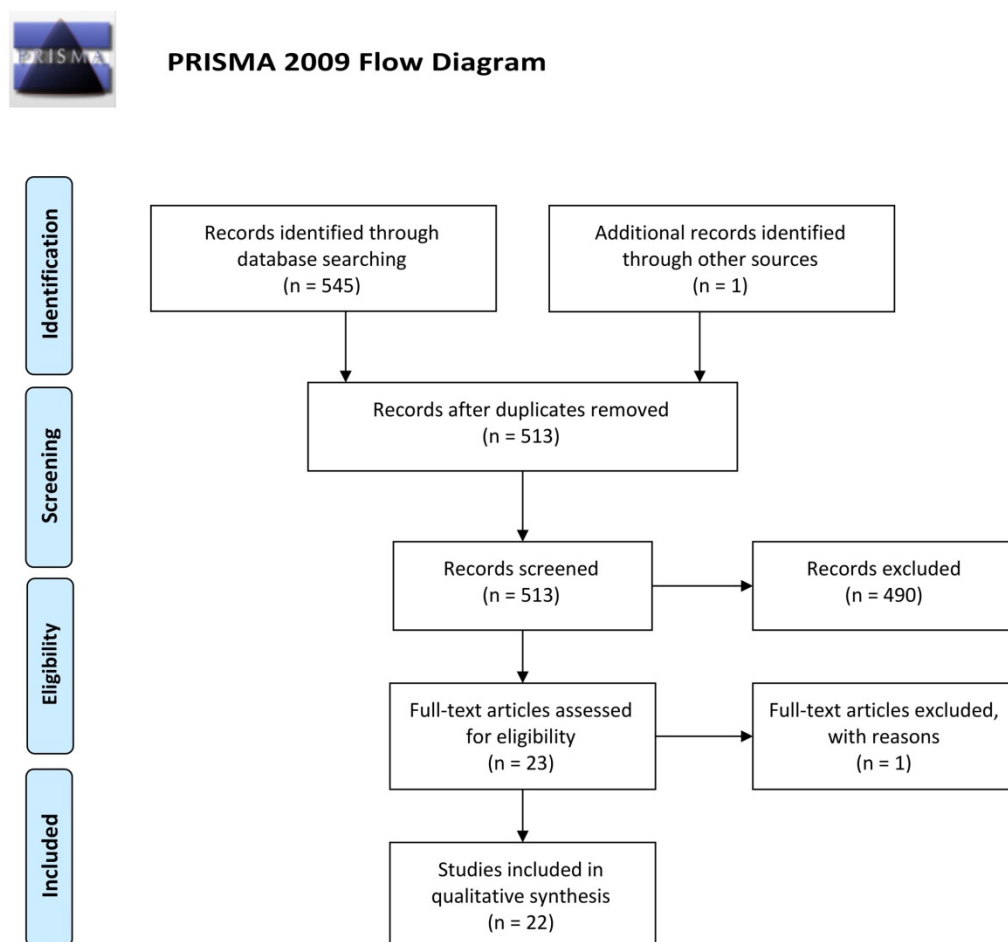 PRISMA
PRISMA 2009 Flow Diagram
Identification
Records identified through
database searching
(n = 545)
Additional records identified
through other sources
(n = 1)
Screening
Records after duplicates removed
(n = 513)
Records screened
(n = 513)
Records excluded
(n = 490)
Eligibility
Full-text articles assessed
for eligibility
(n = 23)
Full-text articles excluded,
with reasons
(n = 1)
Included
Studies included in
qualitative synthesis
(n = 22)